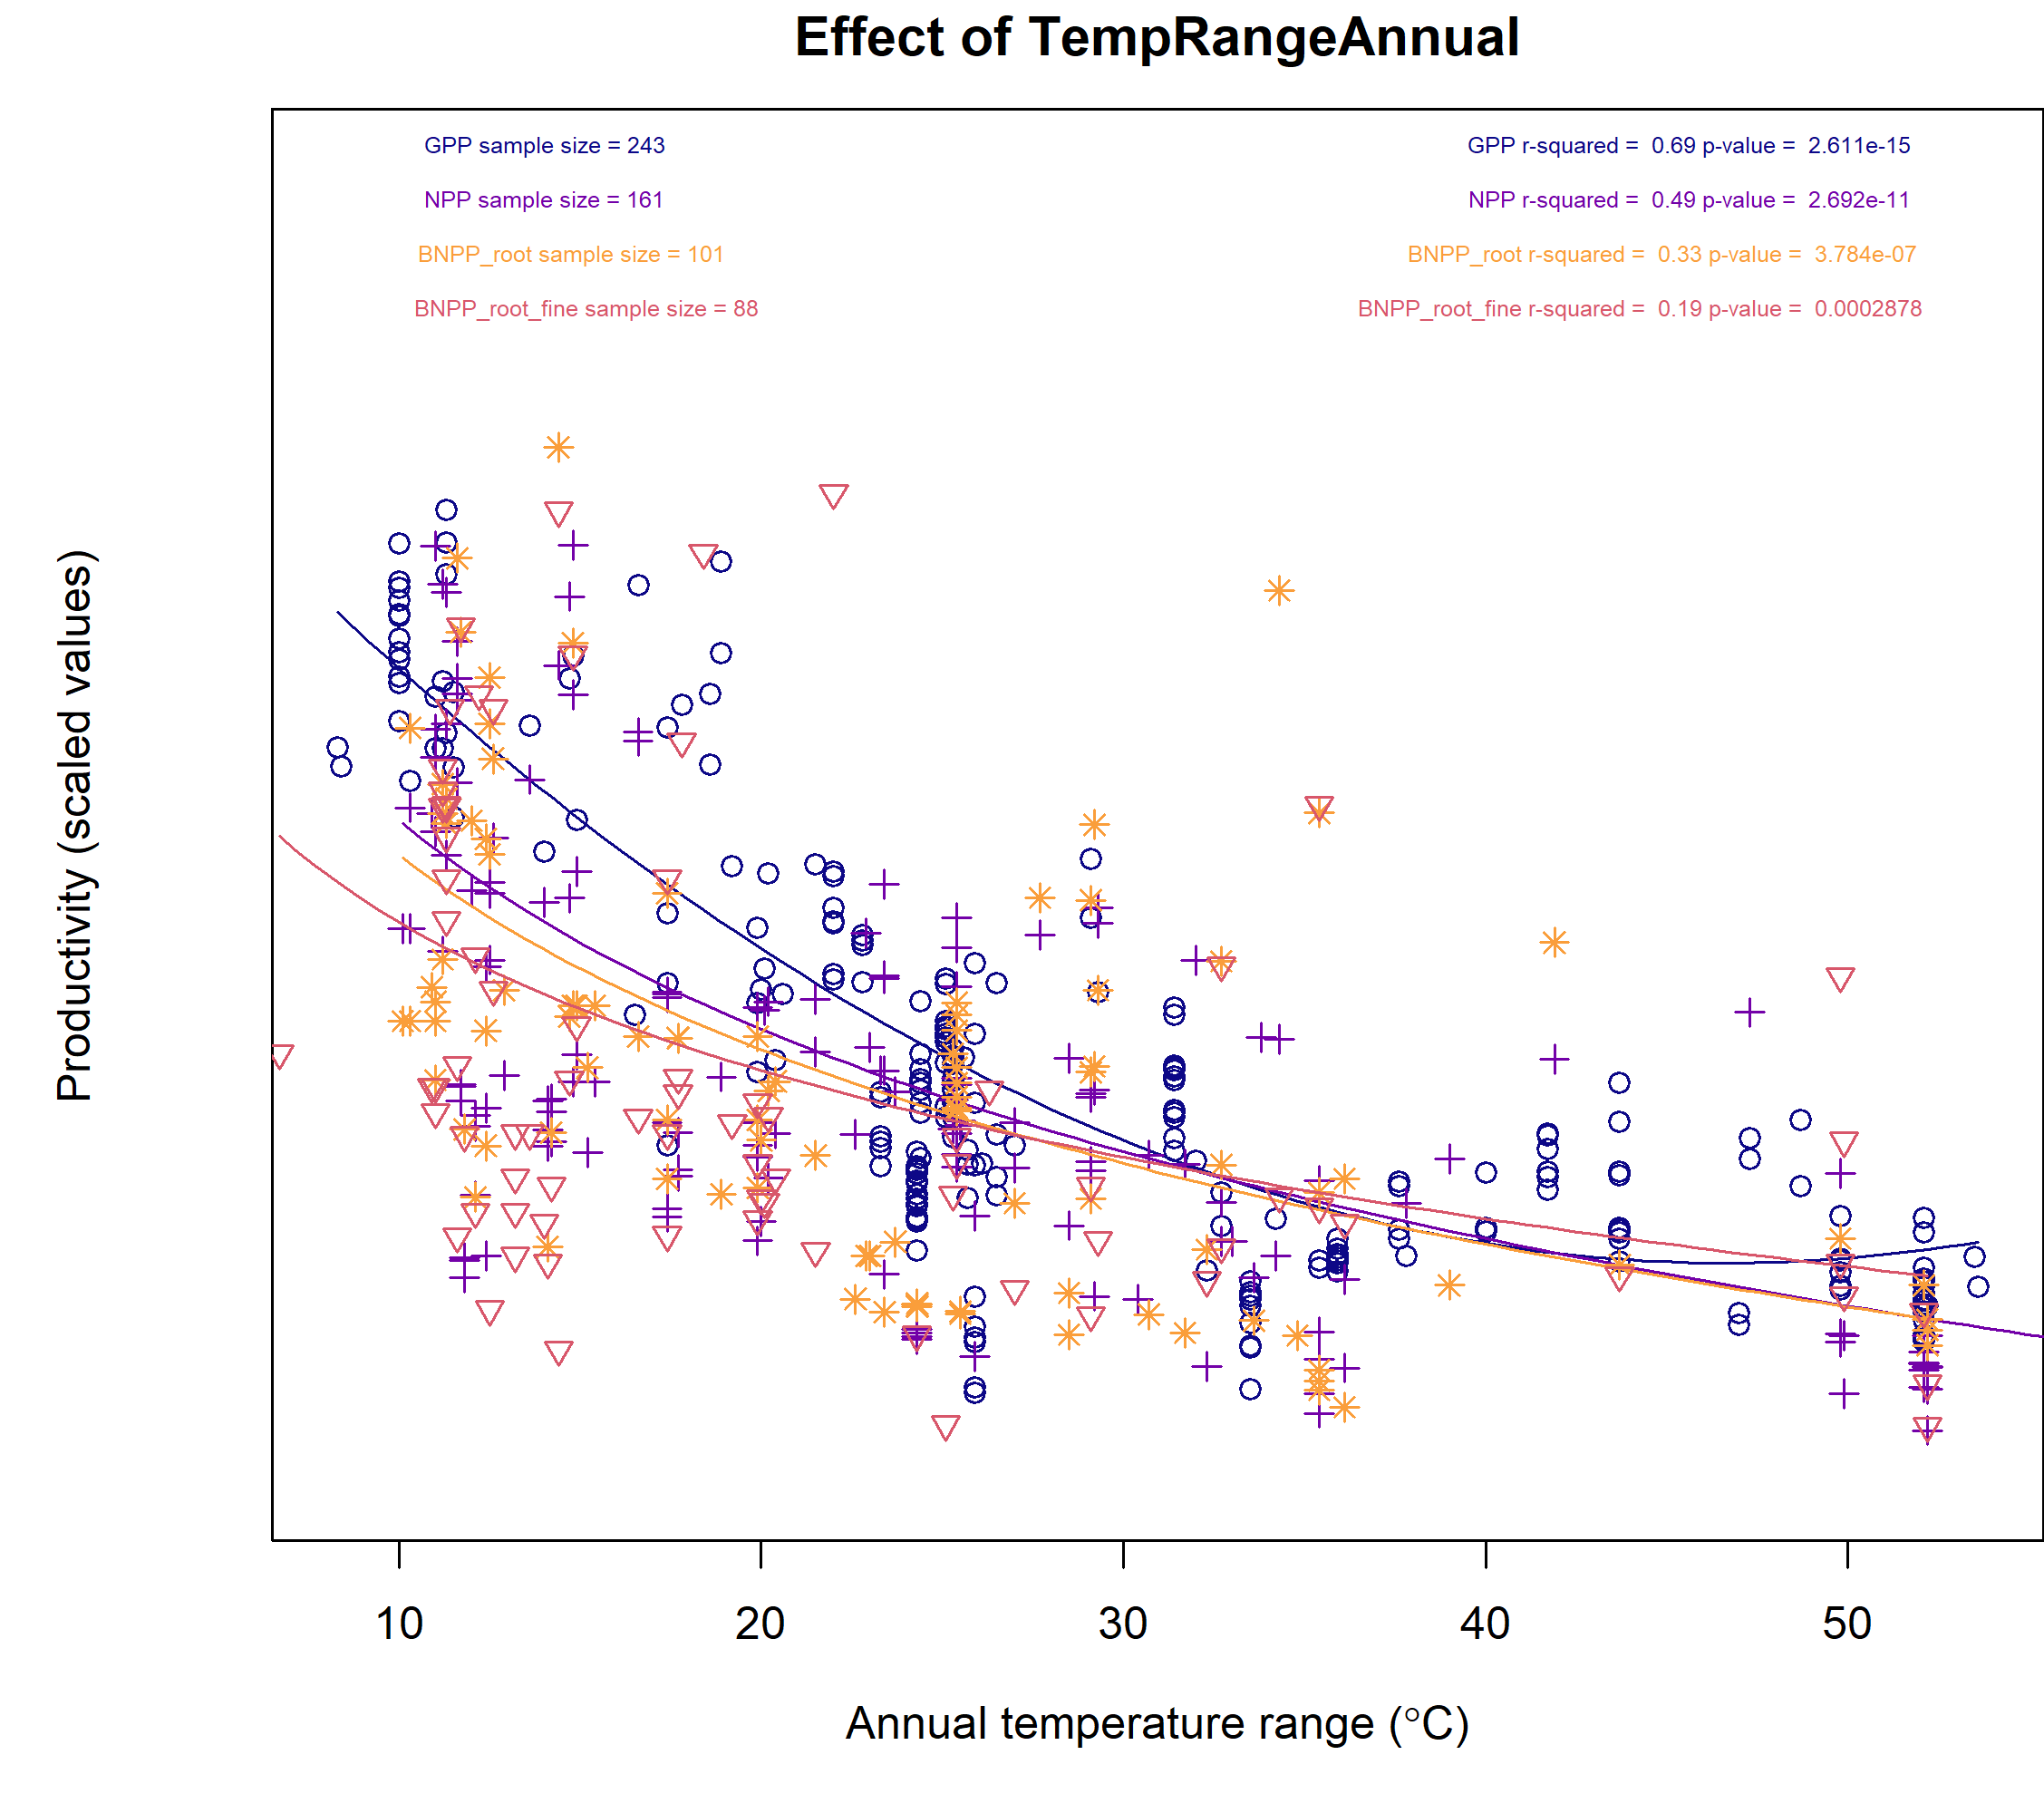 Effect of TempRangeAnnual
GPP sample size = 243
GPP r-squared =  0.69 p-value =  2.611e-15
NPP sample size = 161
NPP r-squared =  0.49 p-value =  2.692e-11
BNPP_root sample size = 101
BNPP_root r-squared =  0.33 p-value =  3.784e-07
BNPP_root_fine sample size = 88
BNPP_root_fine r-squared =  0.19 p-value =  0.0002878
Productivity (scaled values)
10 20 30 40 50
Annual temperature range (°C)